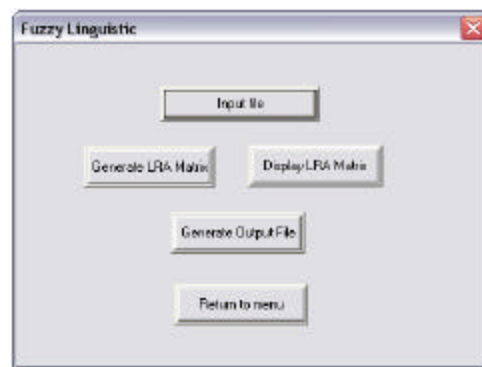 Fuzzy Linguistic
Input file
Generate LRA Matrix
Display LRA Matrix
Generate Output File
Return to menu